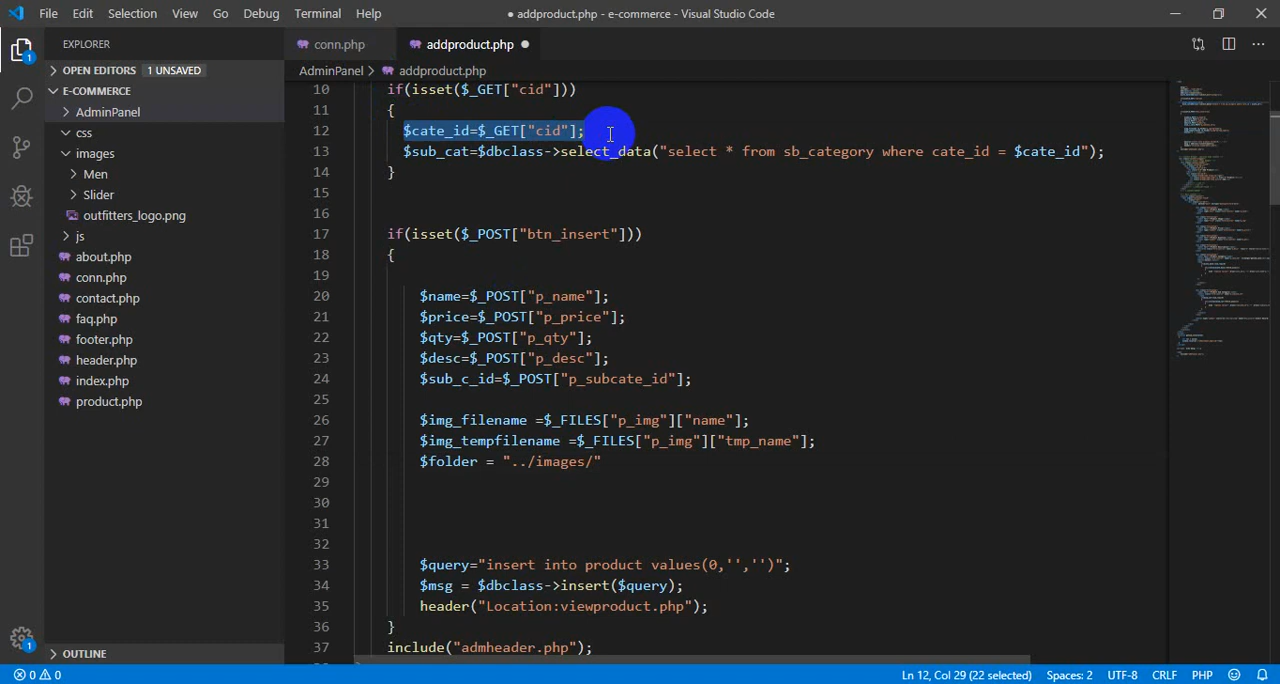 File Edit Selection View Go Debug Terminal Help
● addproduct.php - e-commerce - Visual Studio Code
EXPLORER
OPEN EDITORS 1 UNSAVED
E-COMMERCE
AdminPanel
css
images
Men
Slider
outfitters_logo.png
js
about.php
conn.php
contact.php
faq.php
footer.php
header.php
index.php
product.php
OUTLINE
1
1
conn.php addproduct.php
AdminPanel > addproduct.php
10 if(isset($_GET["cid"]))
11 {
12 $cate_id=$_GET["cid"];
13 $sub_cat=$dbclass->select_data("select * from sb_category where cate_id = $cate_id");
14 }
15
16
17 if(isset($_POST["btn_insert"]))
18 {
19
20 $name=$_POST["p_name"];
21 $price=$_POST["p_price"];
22 $qty=$_POST["p_qty"];
23 $desc=$_POST["p_desc"];
24 $sub_c_id=$_POST["p_subcate_id"];
25
26 $img_filename =$_FILES["p_img"]["name"];
27 $img_tempfilename =$_FILES["p_img"]["tmp_name"];
28 $folder = "../images/"
29
30
31
32
33 $query="insert into product values(0,'','')";
34 $msg = $dbclass->insert($query);
35 header("Location:viewproduct.php");
36 }
37 include("admheader.php");
0 0 Ln 12, Col 29 (22 selected) Spaces: 2 UTF-8 CRLF PHP